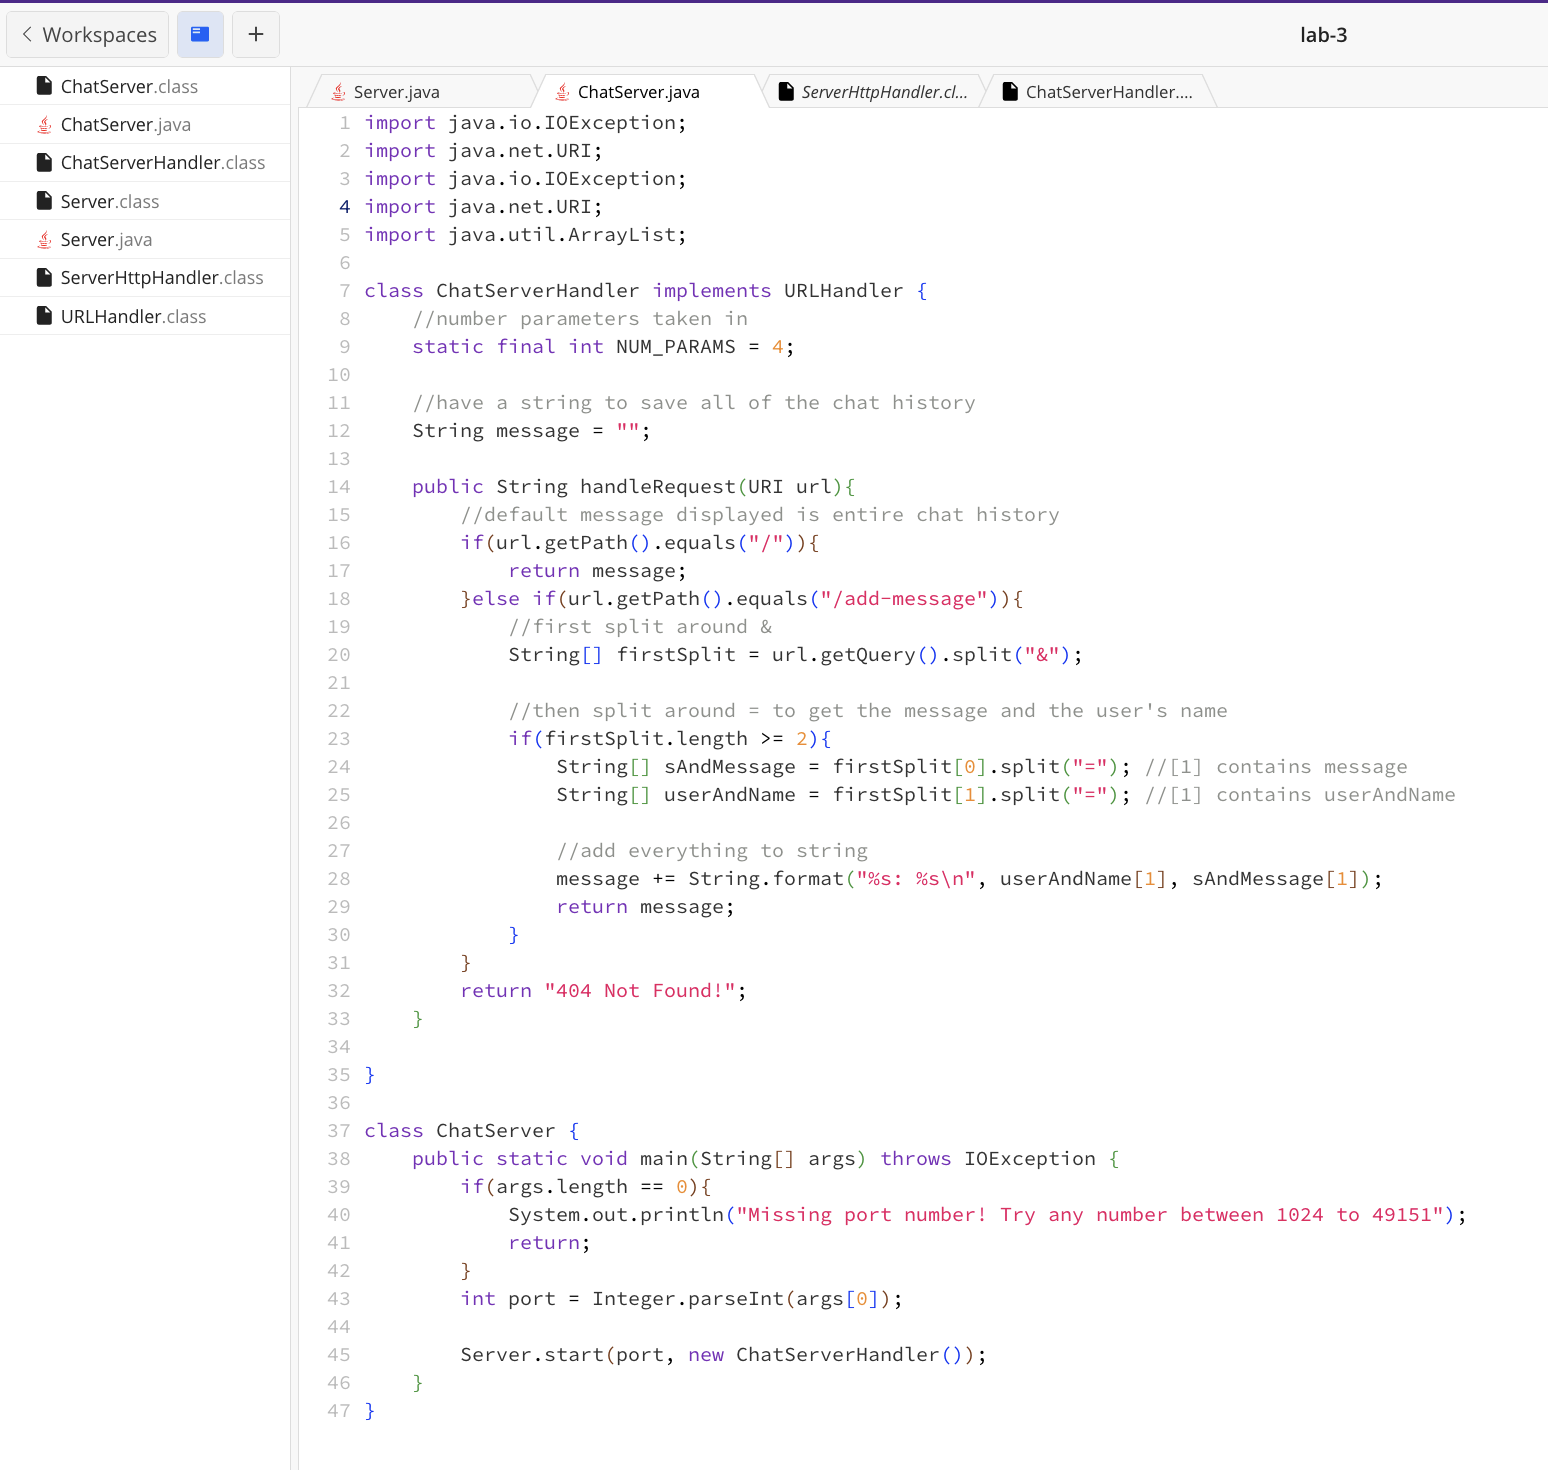 Workspaces
+
lab-3
ChatServer.class
ChatServer.java
ChatServerHandler.class
Server.class
Server.java
ServerHttpHandler.class
URLHandler.class
Server.java
ChatServer.java
ServerHttpHandler.cl...
ChatServerHandler....
1 import java.io.IOException;
2 import java.net.URI;
3 import java.io.IOException;
4 import java.net.URI;
5 import java.util.ArrayList;
6
7 class ChatServerHandler implements URLHandler {
8     //number parameters taken in
9     static final int NUM_PARAMS = 4;
10
11     //have a string to save all of the chat history
12     String message = "";
13
14     public String handleRequest(URI url){
15         //default message displayed is entire chat history
16         if(url.getPath().equals("/")){
17             return message;
18         }else if(url.getPath().equals("/add-message")){
19             //first split around &
20             String[] firstSplit = url.getQuery().split("&");
21
22             //then split around = to get the message and the user's name
23             if(firstSplit.length >= 2){
24                 String[] sAndMessage = firstSplit[0].split("="); //[1] contains message
25                 String[] userAndName = firstSplit[1].split("="); //[1] contains userAndName
26
27                 //add everything to string
28                 message += String.format("%s: %s\n", userAndName[1], sAndMessage[1]);
29                 return message;
30             }
31         }
32         return "404 Not Found!";
33     }
34
35 }
36
37 class ChatServer {
38     public static void main(String[] args) throws IOException {
39         if(args.length == 0){
40             System.out.println("Missing port number! Try any number between 1024 to 49151");
41             return;
42         }
43         int port = Integer.parseInt(args[0]);
44
45         Server.start(port, new ChatServerHandler());
46     }
47 }